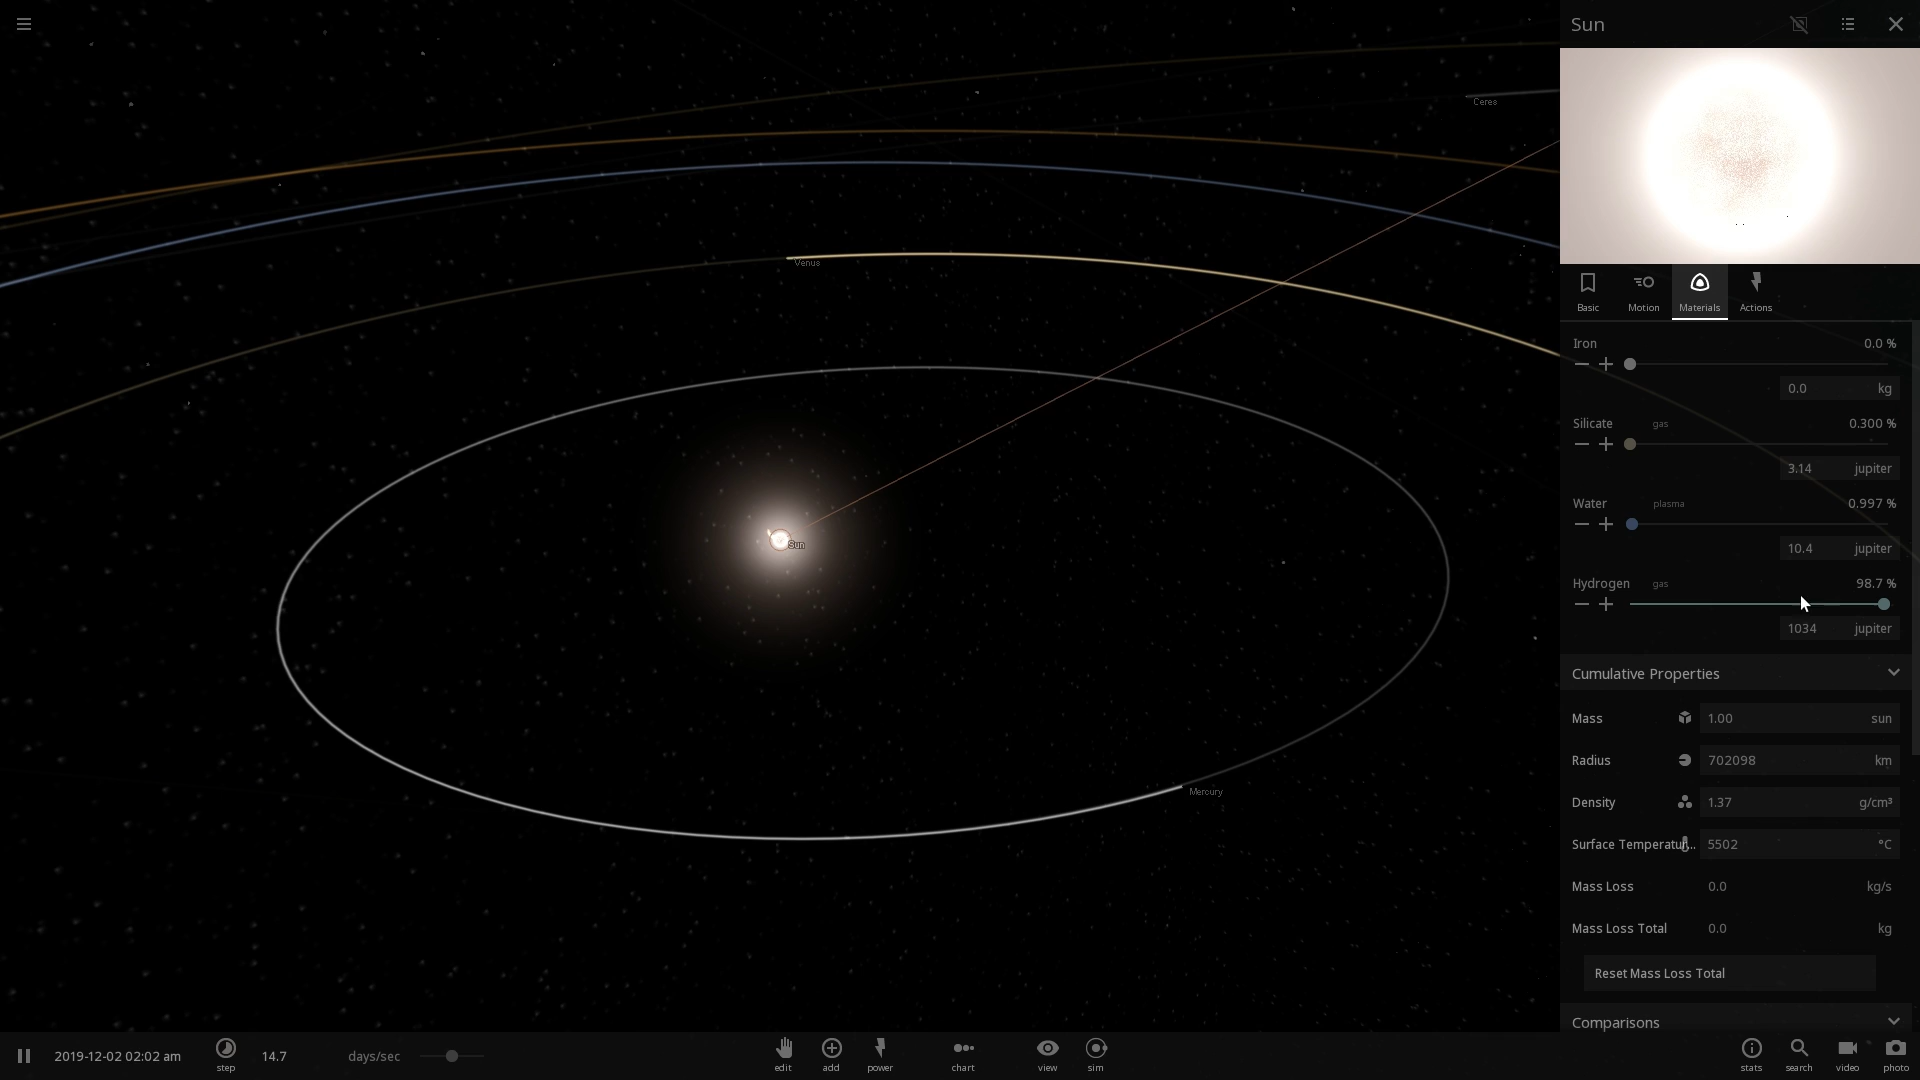 Sun
Ceres
Venus
Sun
Mercury
Basic
Motion
Materials
Actions
Iron 0.0 %
0.0 kg
Silicate gas 0.300 %
3.14 jupiter
Water plasma 0.997 %
10.4 jupiter
Hydrogen gas 98.7 %
1034 jupiter
Cumulative Properties
Mass 1.00 sun
Radius 702098 km
Density 1.37 g/cm³
Surface Temperatur... 5502 °C
Mass Loss 0.0 kg/s
Mass Loss Total 0.0 kg
Reset Mass Loss Total
Comparisons
2019-12-02 02:02 am
step
14.7 days/sec
edit
add
power
chart
view
sim
stats
search
video
photo